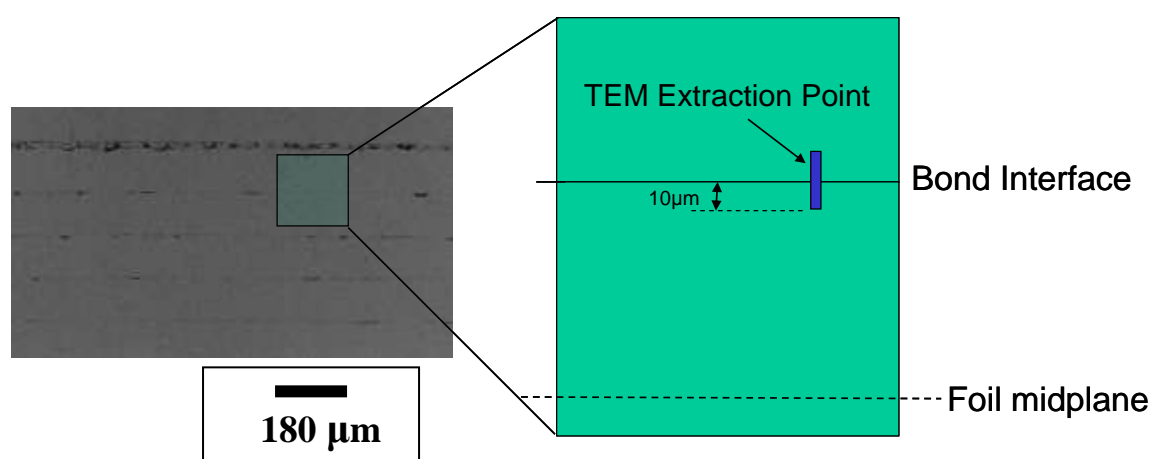 TEM Extraction Point
Bond Interface
10μm
Foil midplane
180 μm